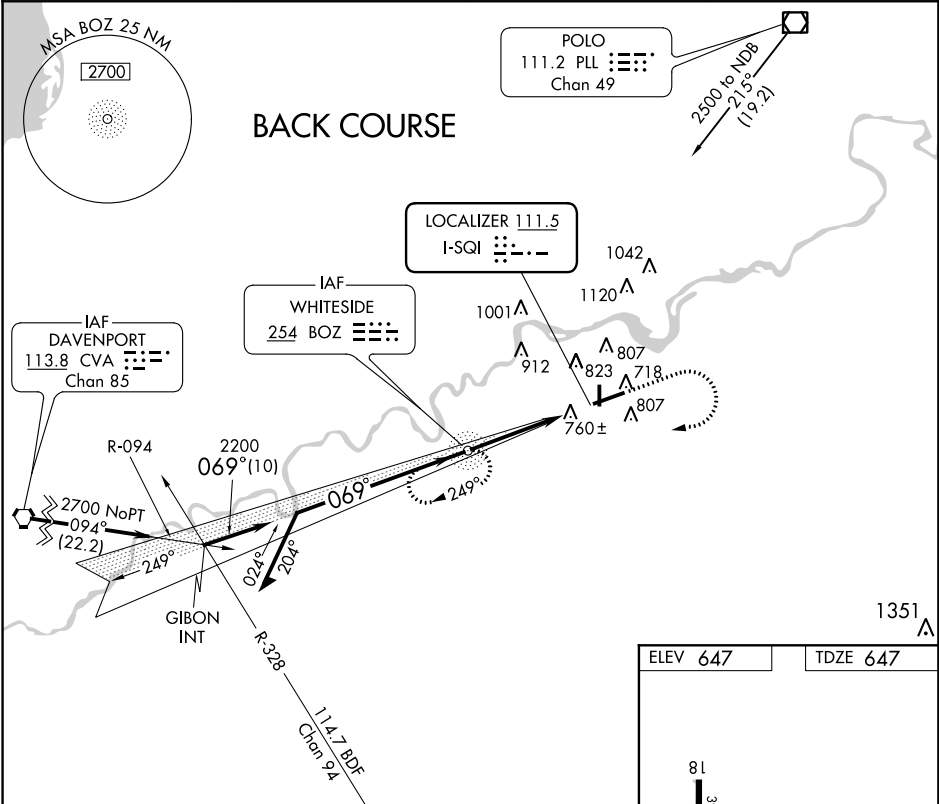 MSA BOZ 25 NM
2700
BACK COURSE
POLO
111.2 PLL
Chan 49
2500 to NDB
215°
(19.2)
LOCALIZER 111.5
I-SQI
1042
1120
1001
912
823
807
718
807
760±
IAF
WHITESIDE
254 BOZ
IAF
DAVENPORT
113.8 CVA
Chan 85
R-094
2200
069° (10)
2700 NoPT
094°
(22.2)
249°
069°
249°
024°
204°
GIBON
INT
R-328
114.7 BDF
Chan 94
1351
ELEV 647
TDZE 647
18
3